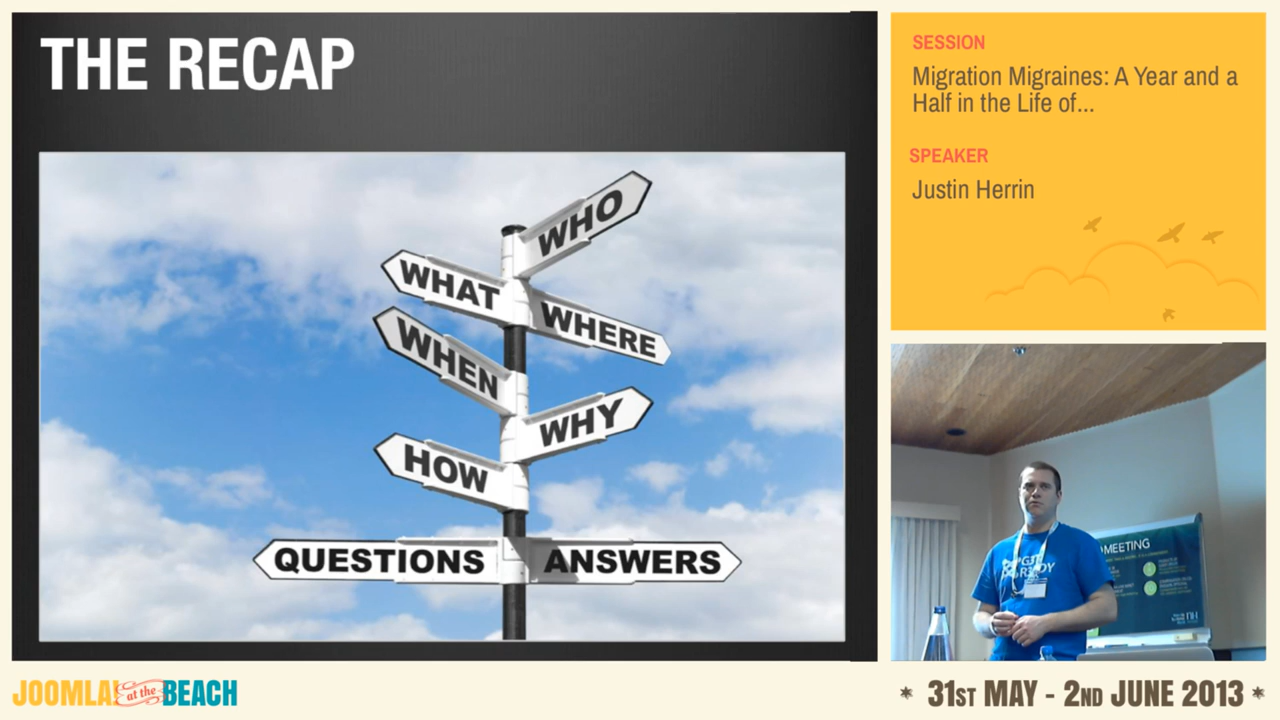 THE RECAP
WHO
WHAT
WHERE
WHEN
WHY
HOW
QUESTIONS ANSWERS
SESSION
Migration Migraines: A Year and a
Half in the Life of...
SPEAKER
Justin Herrin
MEETING
JOOMLA! at the BEACH
* 31ST MAY - 2ND JUNE 2013 *